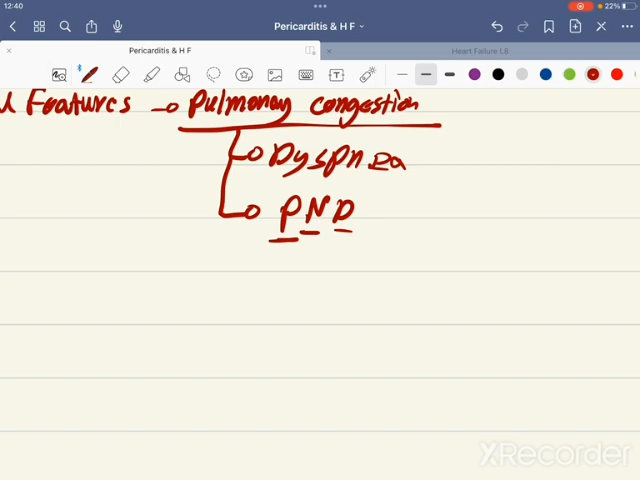 12:40
22%
Pericarditis & H F
Pericarditis & H F
Heart Failure L8
Features → Pulmonary congestion
Dyspnea
PND
XRecorder